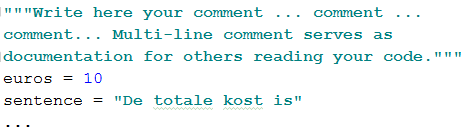 """Write here your comment ... comment ...
comment... Multi-line comment serves as
documentation for others reading your code."""
euros = 10
sentence = "De totale kost is"
...